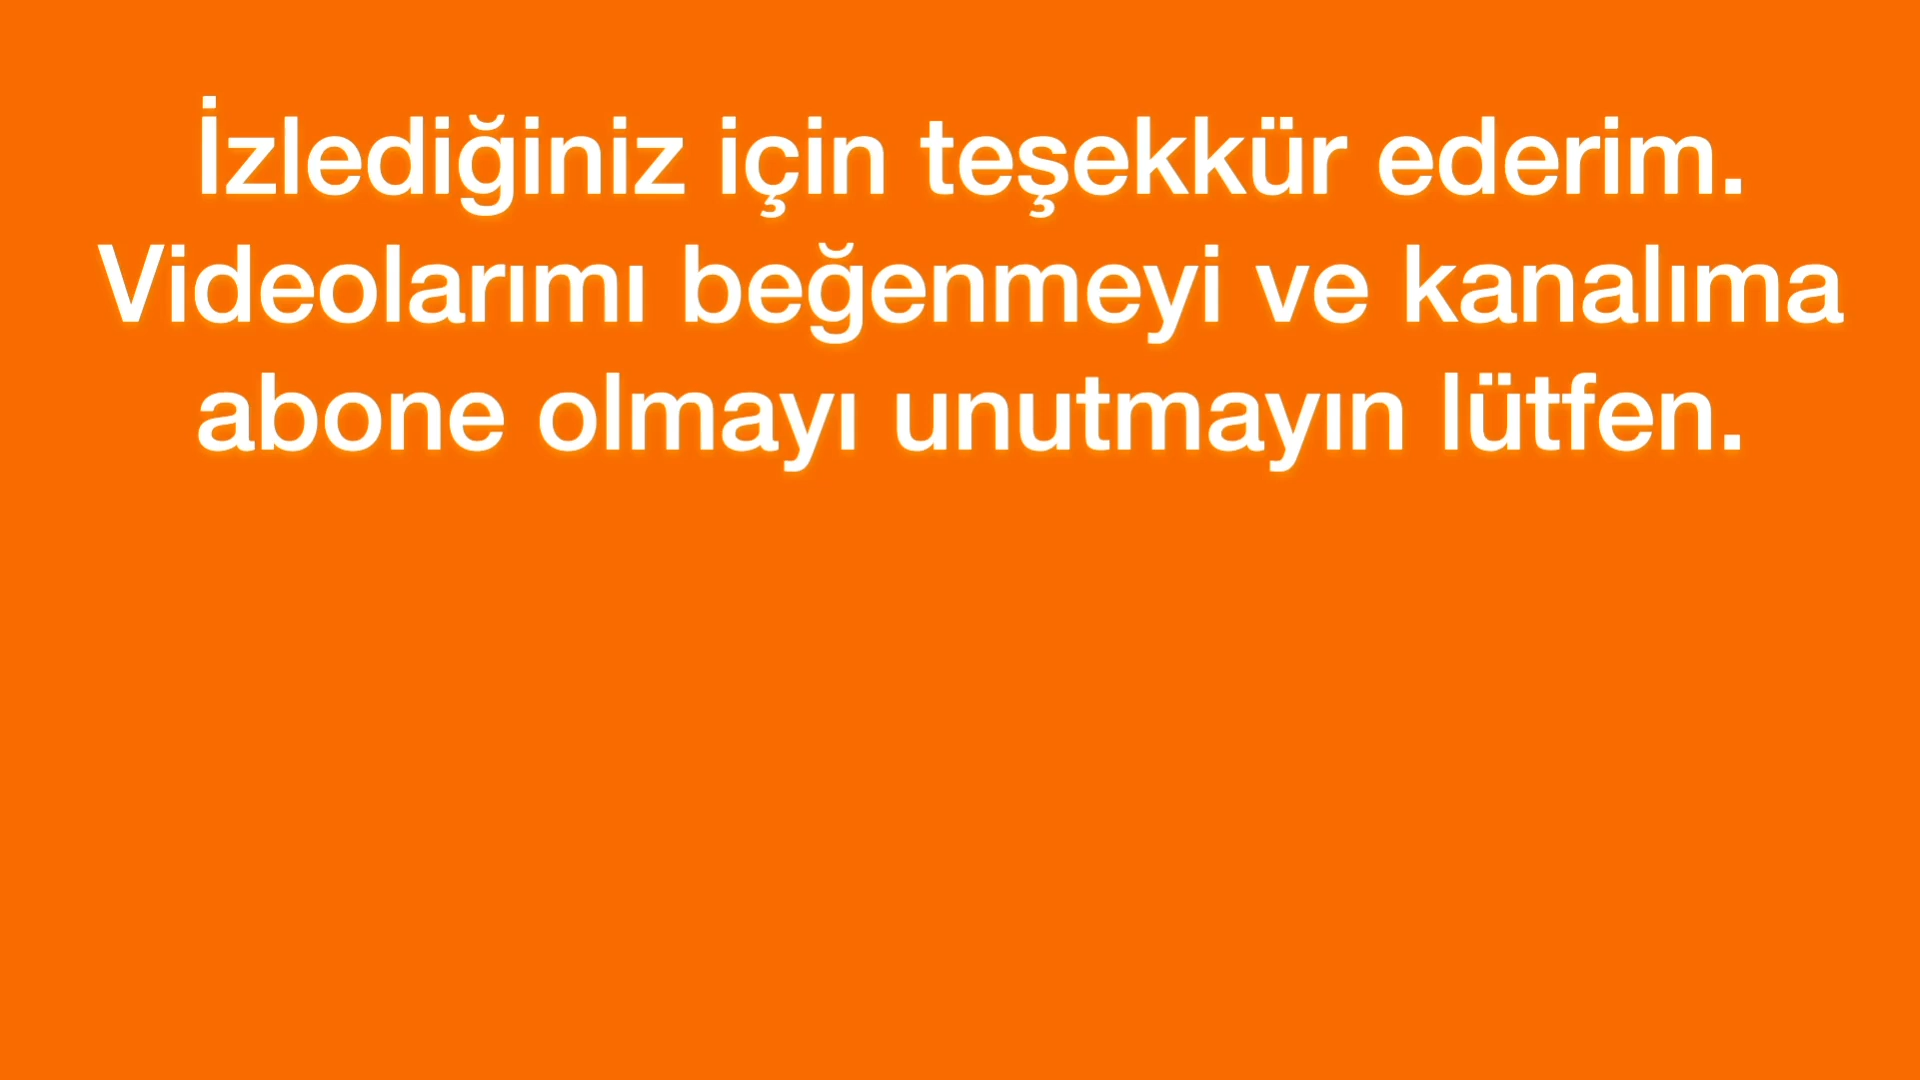 İzlediğiniz için teşekkür ederim.
Videolarımı beğenmeyi ve kanalıma
abone olmayı unutmayın lütfen.